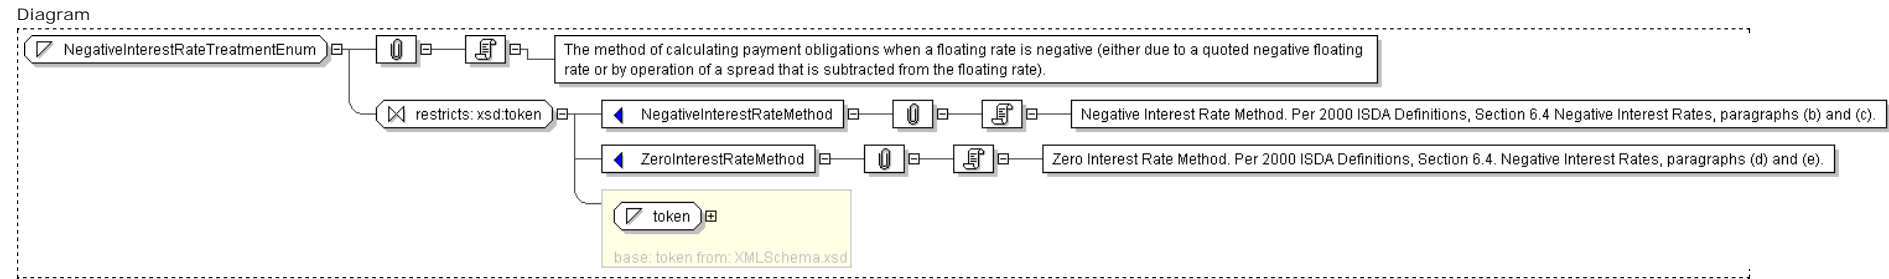 Diagram
NegativeInterestRateTreatmentEnum
The method of calculating payment obligations when a floating rate is negative (either due to a quoted negative floating
rate or by operation of a spread that is subtracted from the floating rate).
restricts: xsd:token
NegativeInterestRateMethod
Negative Interest Rate Method. Per 2000 ISDA Definitions, Section 6.4 Negative Interest Rates, paragraphs (b) and (c).
ZeroInterestRateMethod
Zero Interest Rate Method. Per 2000 ISDA Definitions, Section 6.4. Negative Interest Rates, paragraphs (d) and (e).
token
base: token from: XMLSchema.xsd